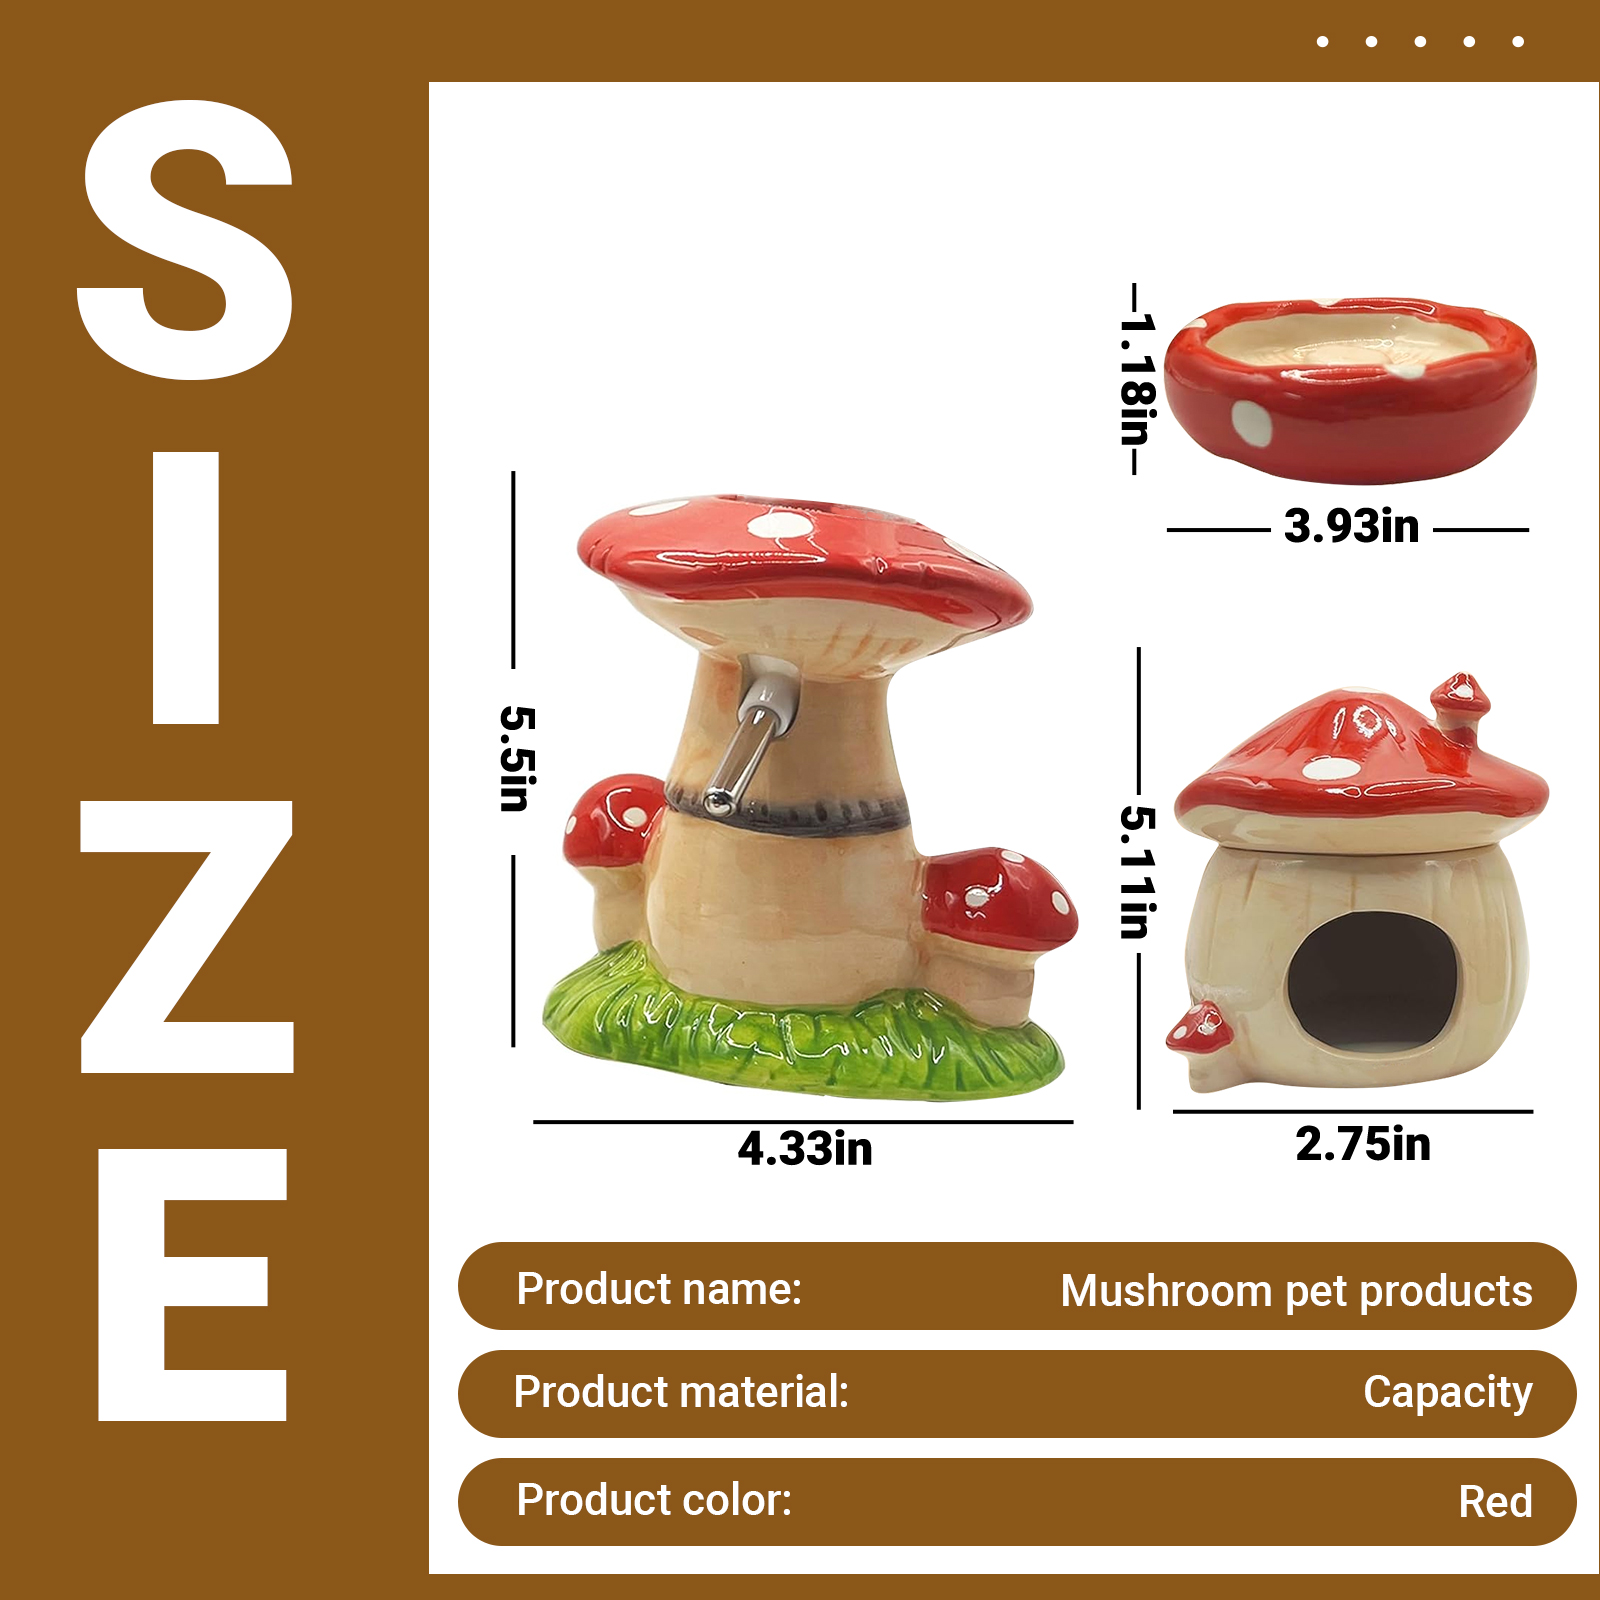 SIZE
1.18in
3.93in
5.5in
5.11in
4.33in
2.75in
Product name: Mushroom pet products
Product material: Capacity
Product color: Red